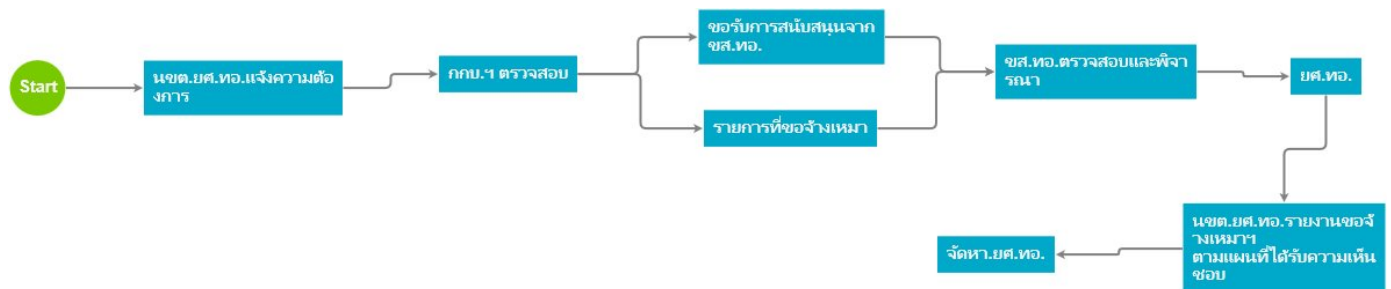 Start
นขต.ยศ.ทอ.แจ้งความต้อ
งการ
กกบ.ฯ ตรวจสอบ
ขอรับการสนับสนุนจาก
ขส.ทอ.
รายการที่ขอจ้างเหมา
ขส.ทอ.ตรวจสอบและพิจา
รณา
ยศ.ทอ.
นขต.ยศ.ทอ.รายงานขอจ้
างเหมาฯ
ตามแผนที่ได้รับความเห็น
ชอบ
จัดหา.ยศ.ทอ.